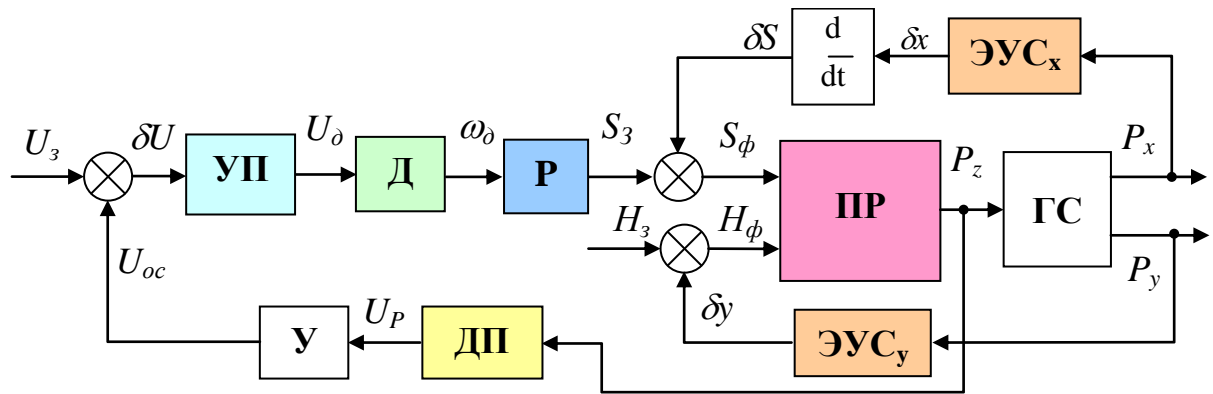 δS
d
dt
δx
ЭУСx
Uз
δU
УП
Uд
Д
ωд
Р
SЗ
Sф
ПР
Pz
ГС
Px
Hз
Hф
Py
Uос
δy
ЭУСy
У
UР
ДП